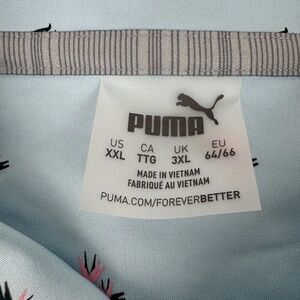 PUMA
US CA UK EU
XXL TTG 3XL 64/66
MADE IN VIETNAM
FABRIQUÉ AU VIETNAM
PUMA.COM/FOREVERBETTER